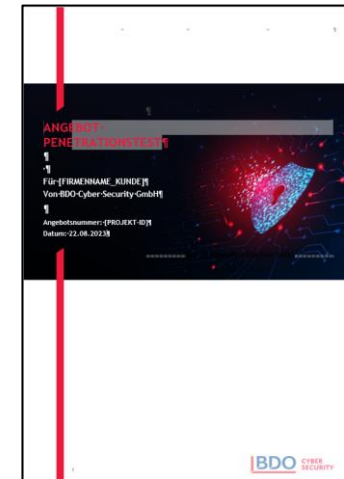 ANGEBOT
PENETRATIONSTEST¶
¶
¶
Für [FIRMENNAME_KUNDE]¶
Von BDO Cyber Security GmbH¶
¶
Angebotsnummer: [PROJEKT-ID]¶
Datum: 22.08.2023¶
BDO CYBER
SECURITY